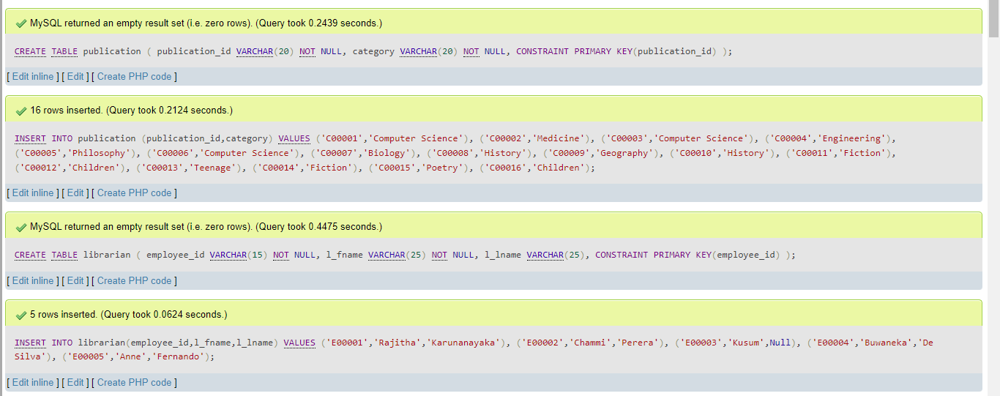 MySQL returned an empty result set (i.e. zero rows). (Query took 0.2439 seconds.)
CREATE TABLE publication ( publication_id VARCHAR(20) NOT NULL, category VARCHAR(20) NOT NULL, CONSTRAINT PRIMARY KEY(publication_id) );
[ Edit inline ] [ Edit ] [ Create PHP code ]
16 rows inserted. (Query took 0.2124 seconds.)
INSERT INTO publication (publication_id,category) VALUES ('C00001','Computer Science'), ('C00002','Medicine'), ('C00003','Computer Science'), ('C00004','Engineering'),
('C00005','Philosophy'), ('C00006','Computer Science'), ('C00007','Biology'), ('C00008','History'), ('C00009','Geography'), ('C00010','History'), ('C00011','Fiction'),
('C00012','Children'), ('C00013','Teenage'), ('C00014','Fiction'), ('C00015','Poetry'), ('C00016','Children');
[ Edit inline ] [ Edit ] [ Create PHP code ]
MySQL returned an empty result set (i.e. zero rows). (Query took 0.4475 seconds.)
CREATE TABLE librarian ( employee_id VARCHAR(15) NOT NULL, l_fname VARCHAR(25) NOT NULL, l_lname VARCHAR(25), CONSTRAINT PRIMARY KEY(employee_id) );
[ Edit inline ] [ Edit ] [ Create PHP code ]
5 rows inserted. (Query took 0.0624 seconds.)
INSERT INTO librarian(employee_id,l_fname,l_lname) VALUES ('E00001','Rajitha','Karunanayaka'), ('E00002','Chammi','Perera'), ('E00003','Kusum',Null), ('E00004','Buwaneka','De
Silva'), ('E00005','Anne','Fernando');
[ Edit inline ] [ Edit ] [ Create PHP code ]